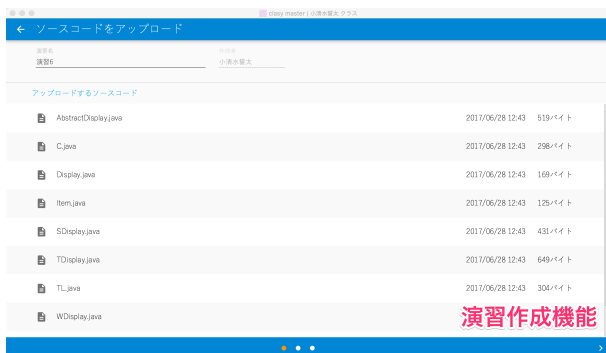 clasy master | 小清水誓太 クラス
ソースコードをアップロード
演習名
作成者
演習6
小清水誓太
アップロードするソースコード
AbstractDisplay.java 2017/06/28 12:43 519バイト
C.java 2017/06/28 12:43 298バイト
Display.java 2017/06/28 12:43 169バイト
Item.java 2017/06/28 12:43 125バイト
SDisplay.java 2017/06/28 12:43 431バイト
TDisplay.java 2017/06/28 12:43 649バイト
TL.java 2017/06/28 12:43 304バイト
WDisplay.java
演習作成機能